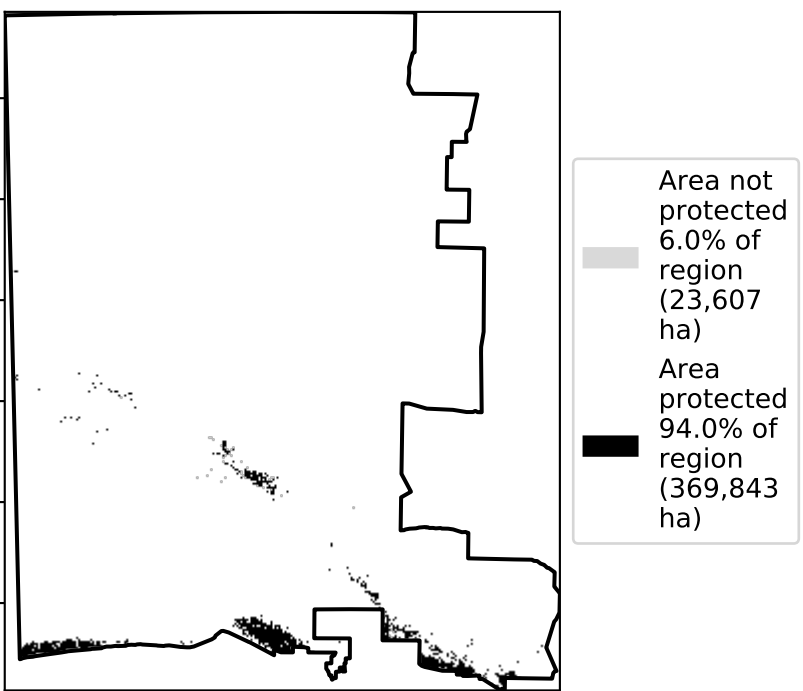 Area not
protected
6.0% of
region
(23,607
ha)
Area
protected
94.0% of
region
(369,843
ha)